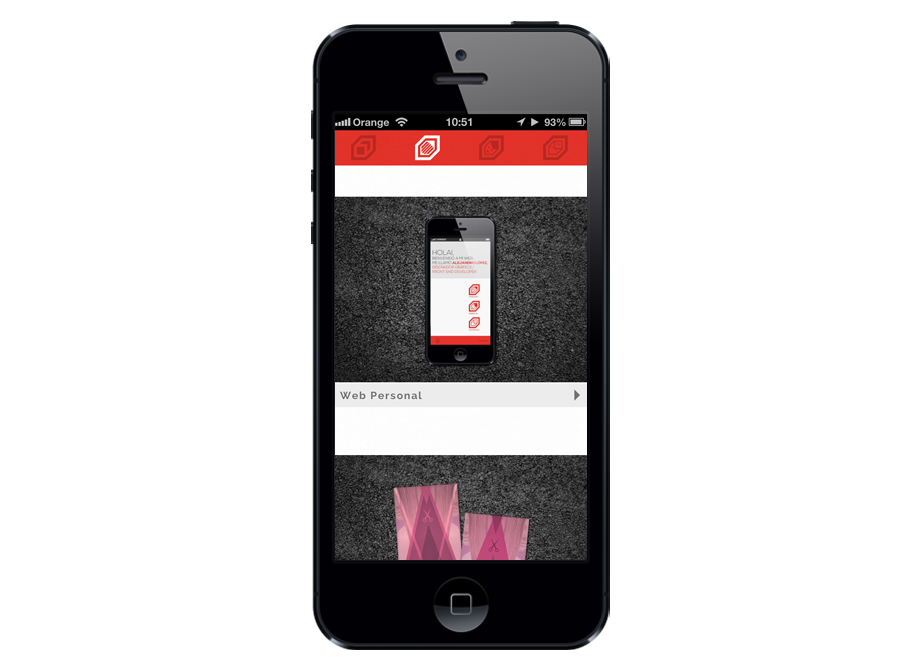 Orange 10:51 93%
HOLA!,
BIENVENIDO A MI WEB
ME LLAMO ALEJANDRO LÓPEZ,
DISEÑADOR GRÁFICO /
FRONT END DEVELOPER
Web Personal